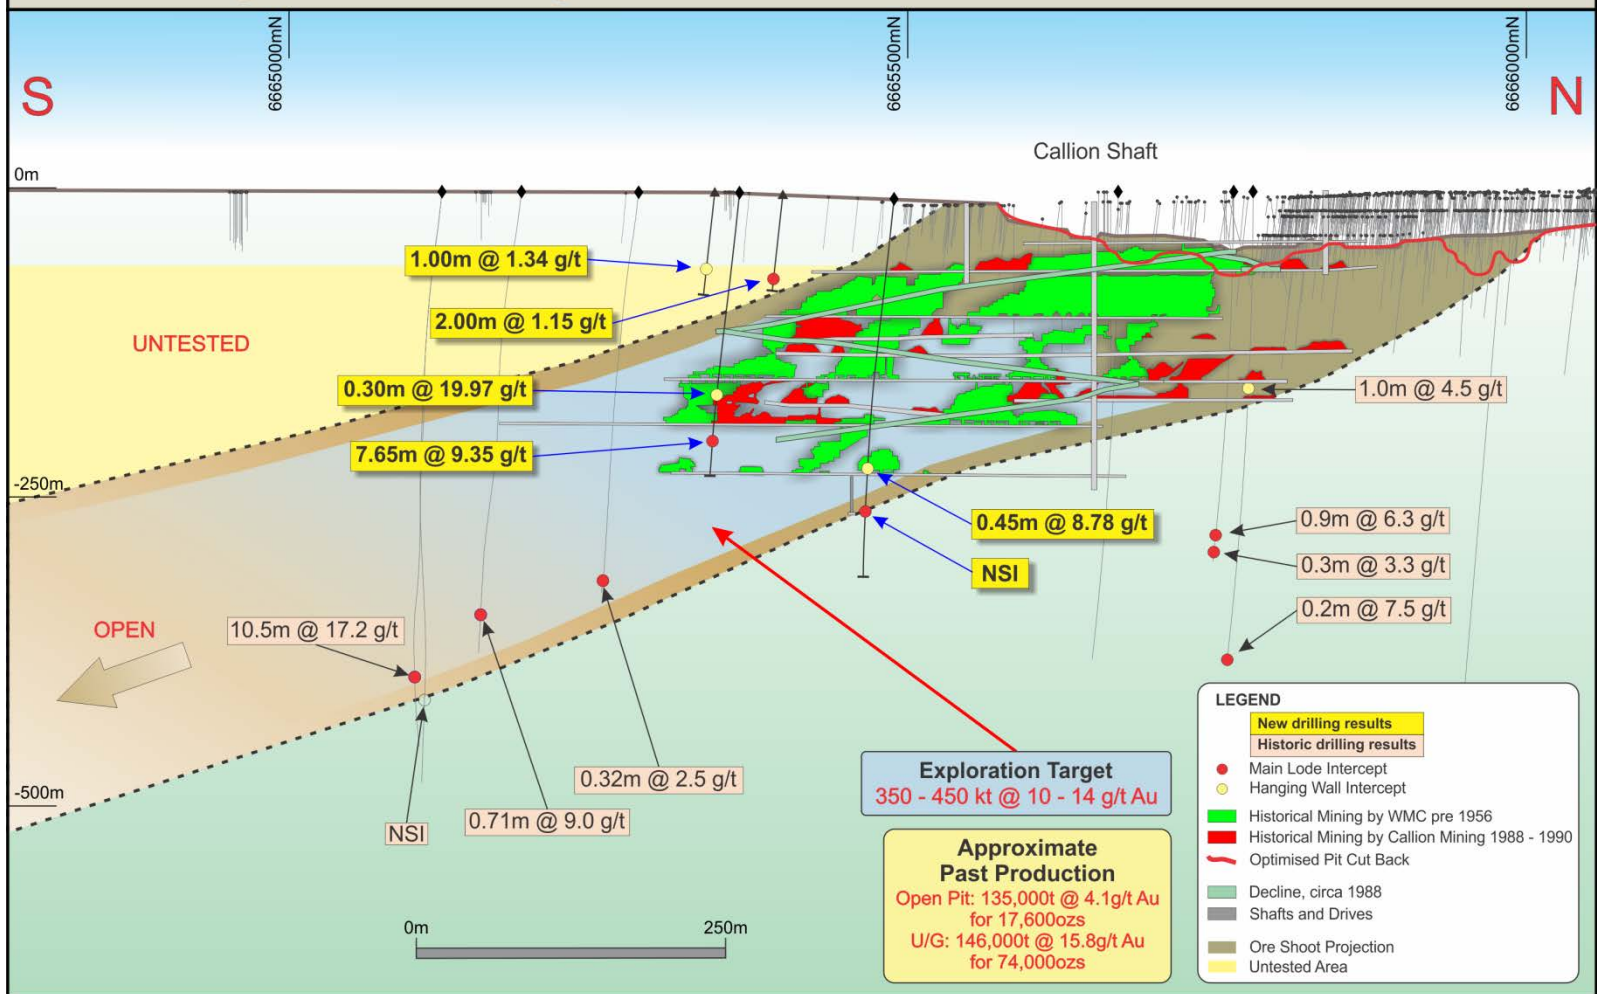 6665000mN
6665500mN
6666000mN
S
N
Callion Shaft
0m
1.00m @ 1.34 g/t
2.00m @ 1.15 g/t
UNTESTED
0.30m @ 19.97 g/t
1.0m @ 4.5 g/t
7.65m @ 9.35 g/t
-250m
0.45m @ 8.78 g/t
0.9m @ 6.3 g/t
NSI
0.3m @ 3.3 g/t
0.2m @ 7.5 g/t
OPEN
10.5m @ 17.2 g/t
0.32m @ 2.5 g/t
-500m
0.71m @ 9.0 g/t
NSI
Exploration Target
350 - 450 kt @ 10 - 14 g/t Au
Approximate
Past Production
Open Pit: 135,000t @ 4.1g/t Au
for 17,600ozs
U/G: 146,000t @ 15.8g/t Au
for 74,000ozs
0m
250m
LEGEND
New drilling results
Historic drilling results
Main Lode Intercept
Hanging Wall Intercept
Historical Mining by WMC pre 1956
Historical Mining by Callion Mining 1988 - 1990
Optimised Pit Cut Back
Decline, circa 1988
Shafts and Drives
Ore Shoot Projection
Untested Area